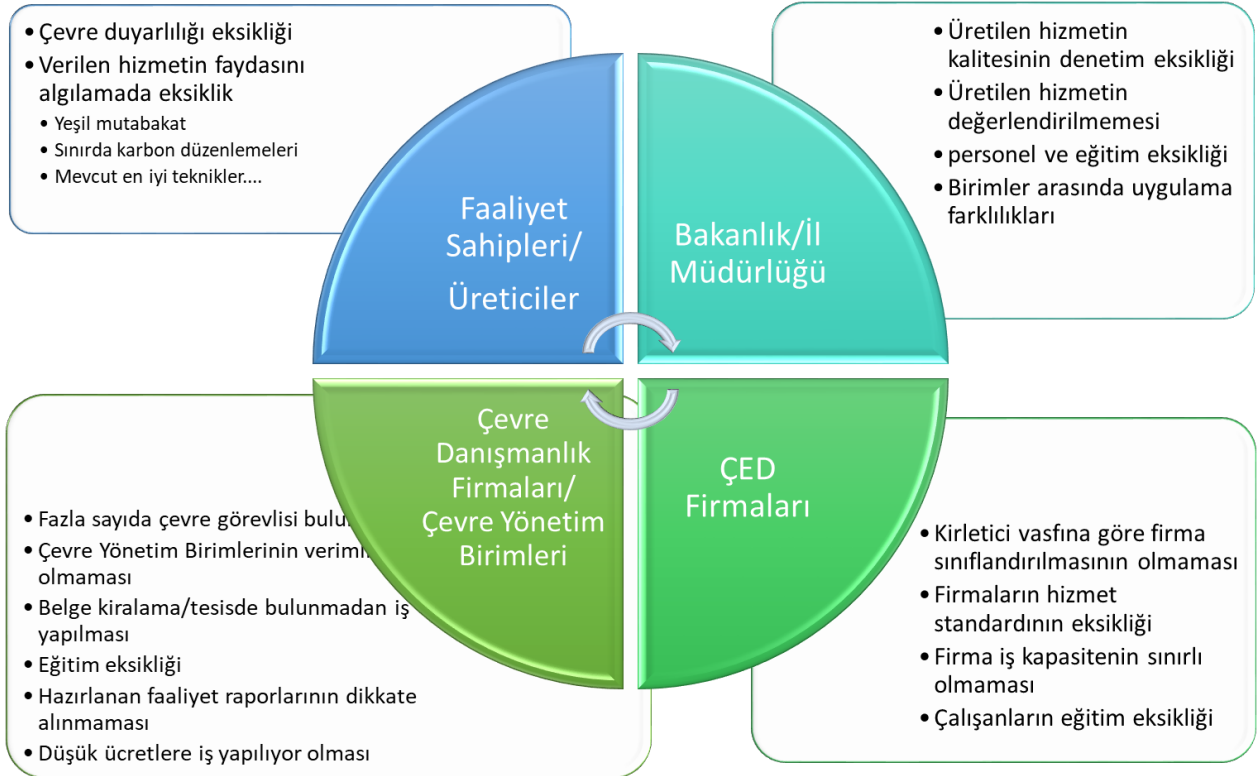 • Çevre duyarlılığı eksikliği
• Verilen hizmetin faydasını
algılamada eksiklik
• Yeşil mutabakat
• Sınırda karbon düzenlemeleri
• Mevcut en iyi teknikler....
• Üretilen hizmetin
kalitesinin denetim eksikliği
• Üretilen hizmetin
değerlendirilmemesi
• personel ve eğitim eksikliği
• Birimler arasında uygulama
farklılıkları
Faaliyet
Sahipleri/
Üreticiler
Bakanlık/İl
Müdürlüğü
Çevre
Danışmanlık
Firmaları/
Çevre Yönetim
Birimleri
ÇED
Firmaları
• Fazla sayıda çevre görevlisi
• Çevre Yönetim Birimlerinin
olmaması
• Belge kiralama/tesisde bulunmadan iş
yapılması
• Eğitim eksikliği
• Hazırlanan faaliyet raporlarının dikkate
alınmaması
• Düşük ücretlere iş yapılıyor olması
• Kirletici vasfına göre firma
sınıflandırılmasının olmaması
• Firmaların hizmet
standardının eksikliği
• Firma iş kapasitenin sınırlı
olmaması
• Çalışanların eğitim eksikliği